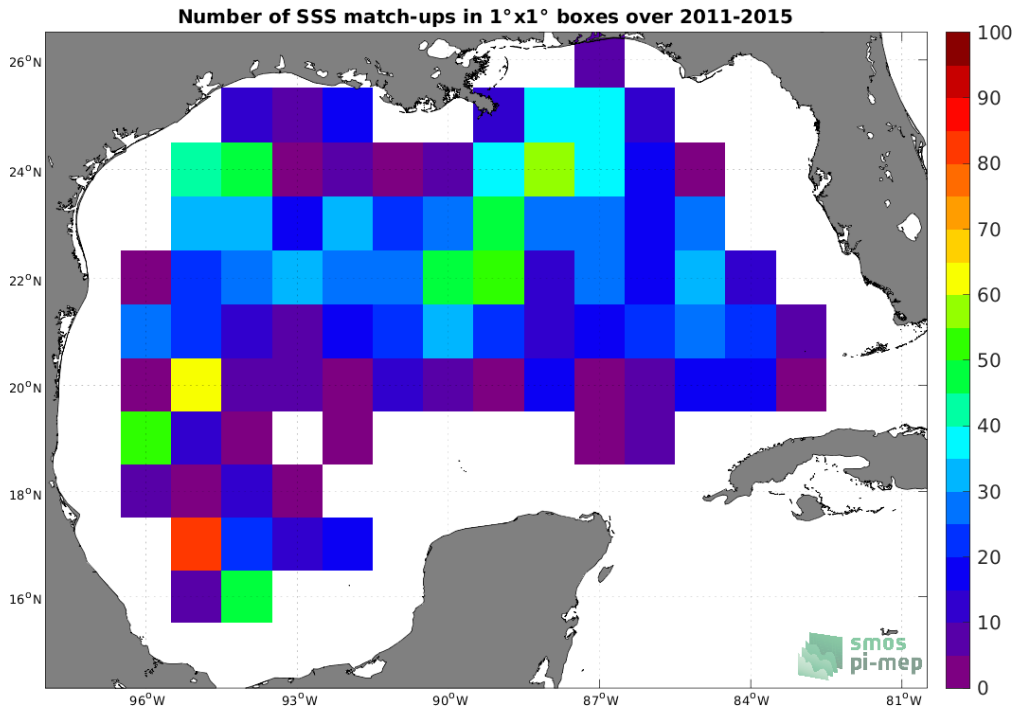 Number of SSS match-ups in 1°x1° boxes over 2011-2015
100
90
80
70
60
50
40
30
20
10
0
26°N
24°N
22°N
20°N
18°N
16°N
96°W
93°W
90°W
87°W
84°W
81°W
smos
pi-mep